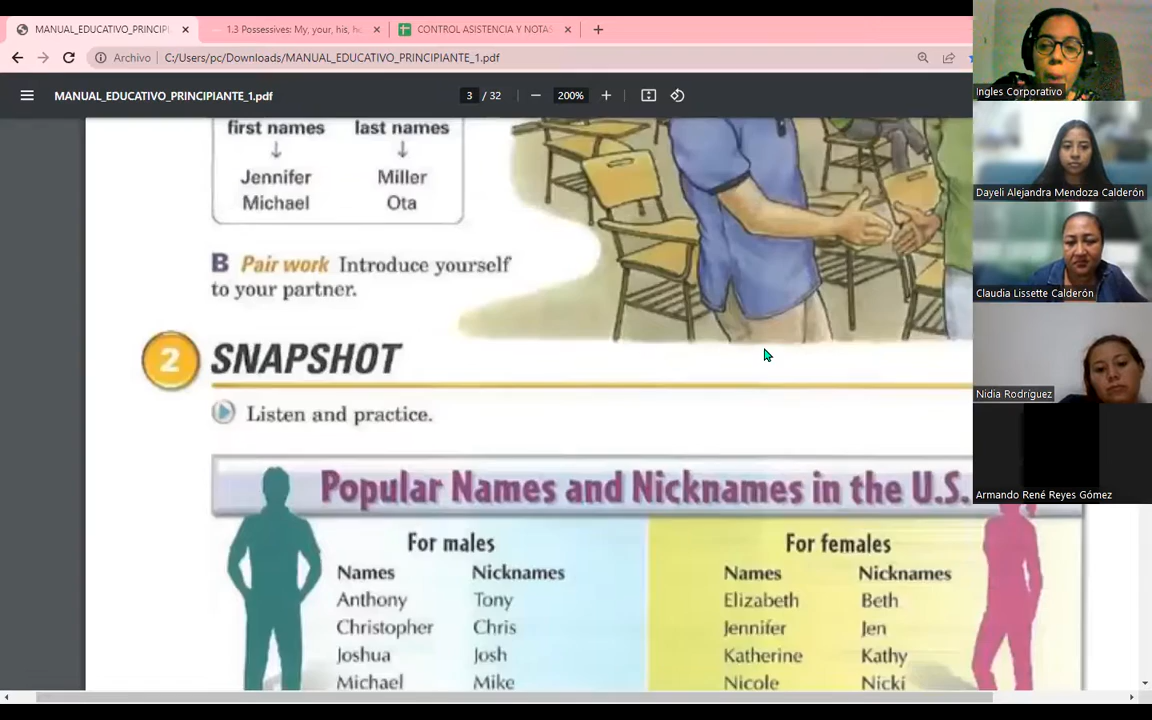 MANUAL_EDUCATIVO_PRINCIPI
1.3 Possessives: My, your, his, h
CONTROL ASISTENCIA Y NOTAS
Archivo C:/Users/pc/Downloads/MANUAL_EDUCATIVO_PRINCIPIANTE_1.pdf
MANUAL_EDUCATIVO_PRINCIPIANTE_1.pdf 3 / 32 200%
first names last names
Jennifer Miller
Michael Ota
B Pair work Introduce yourself
to your partner.
2 SNAPSHOT
Listen and practice.
Popular Names and Nicknames in the U.S.
For males
Names Nicknames
Anthony Tony
Christopher Chris
Joshua Josh
Michael Mike
For females
Names Nicknames
Elizabeth Beth
Jennifer Jen
Katherine Kathy
Nicole Nicki
Ingles Corporativo
Dayeli Alejandra Mendoza Calderón
Claudia Lissette Calderón
Nidia Rodríguez
Armando René Reyes Gómez